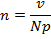 n = v / Np